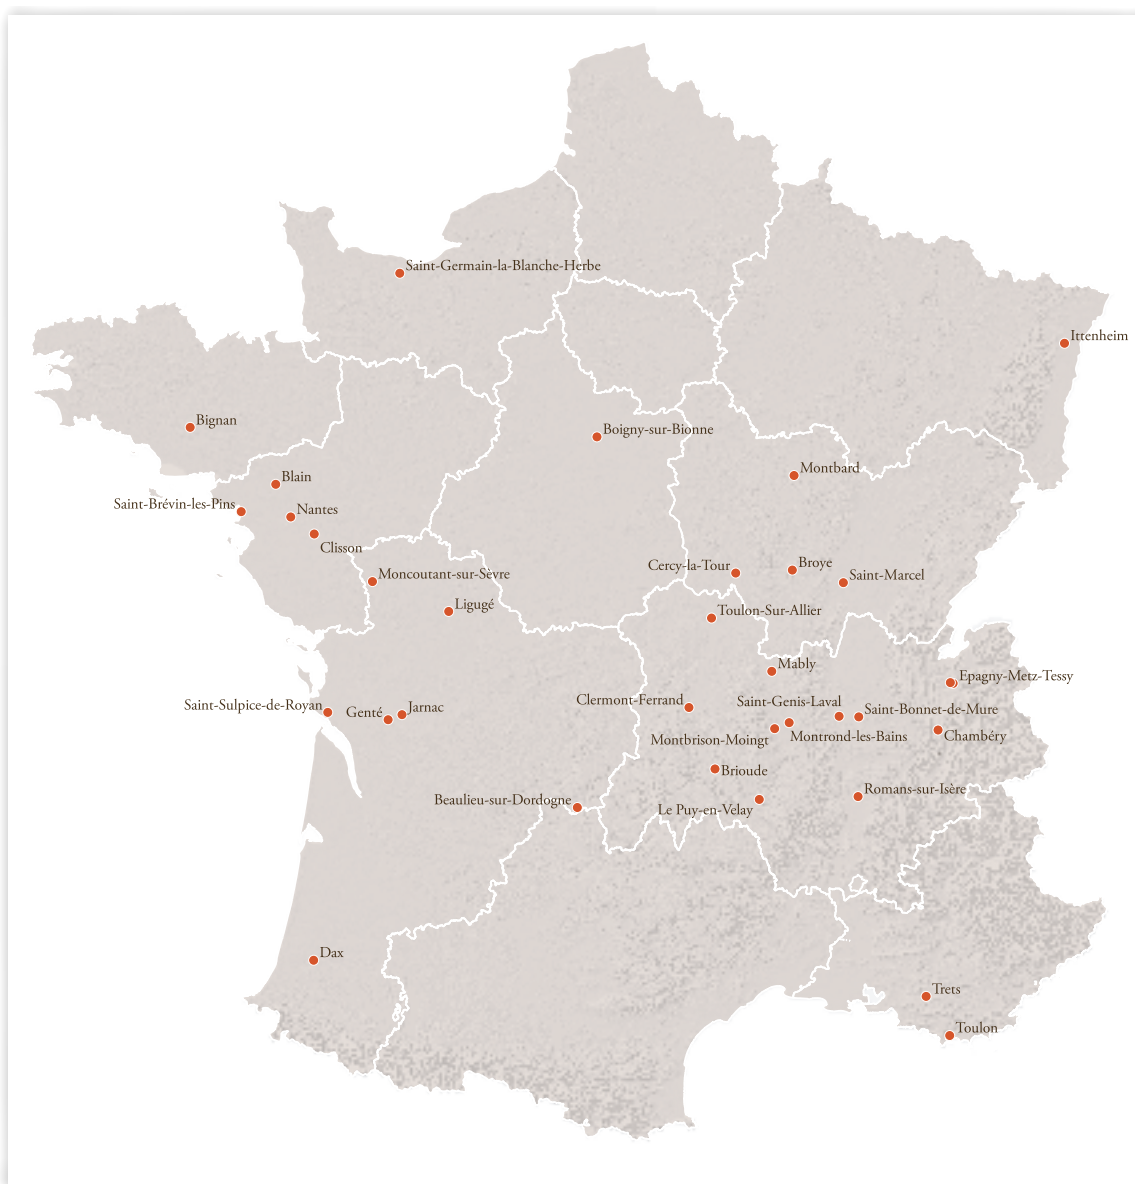 Saint-Germain-la-Blanche-Herbe
Ittenheim
Bignan
Boigny-sur-Bionne
Montbard
Blain
Saint-Brévin-les-Pins
Nantes
Clisson
Broye
Cercy-la-Tour
Moncoutant-sur-Sèvre
Saint-Marcel
Ligugé
Toulon-Sur-Allier
Mably
Epagny-Metz-Tessy
Clermont-Ferrand
Saint-Genis-Laval
Saint-Sulpice-de-Royan
Jarnac
Genté
Saint-Bonnet-de-Mure
Montrond-les-Bains
Chambéry
Montbrison-Moingt
Brioude
Romans-sur-Isère
Beaulieu-sur-Dordogne
Le Puy-en-Velay
Dax
Trets
Toulon